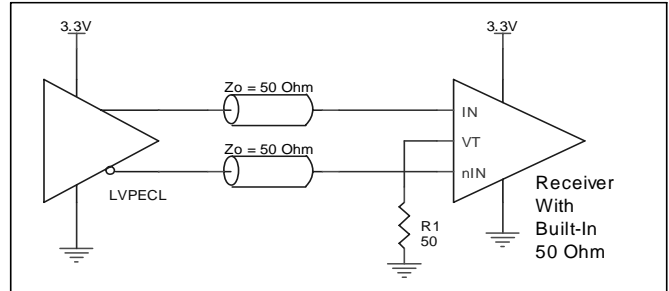 3.3V
3.3V
Zo = 50 Ohm
IN
VT
Zo = 50 Ohm
nIN
LVPECL
R1
50
Receiver
With
Built-In
50 Ohm